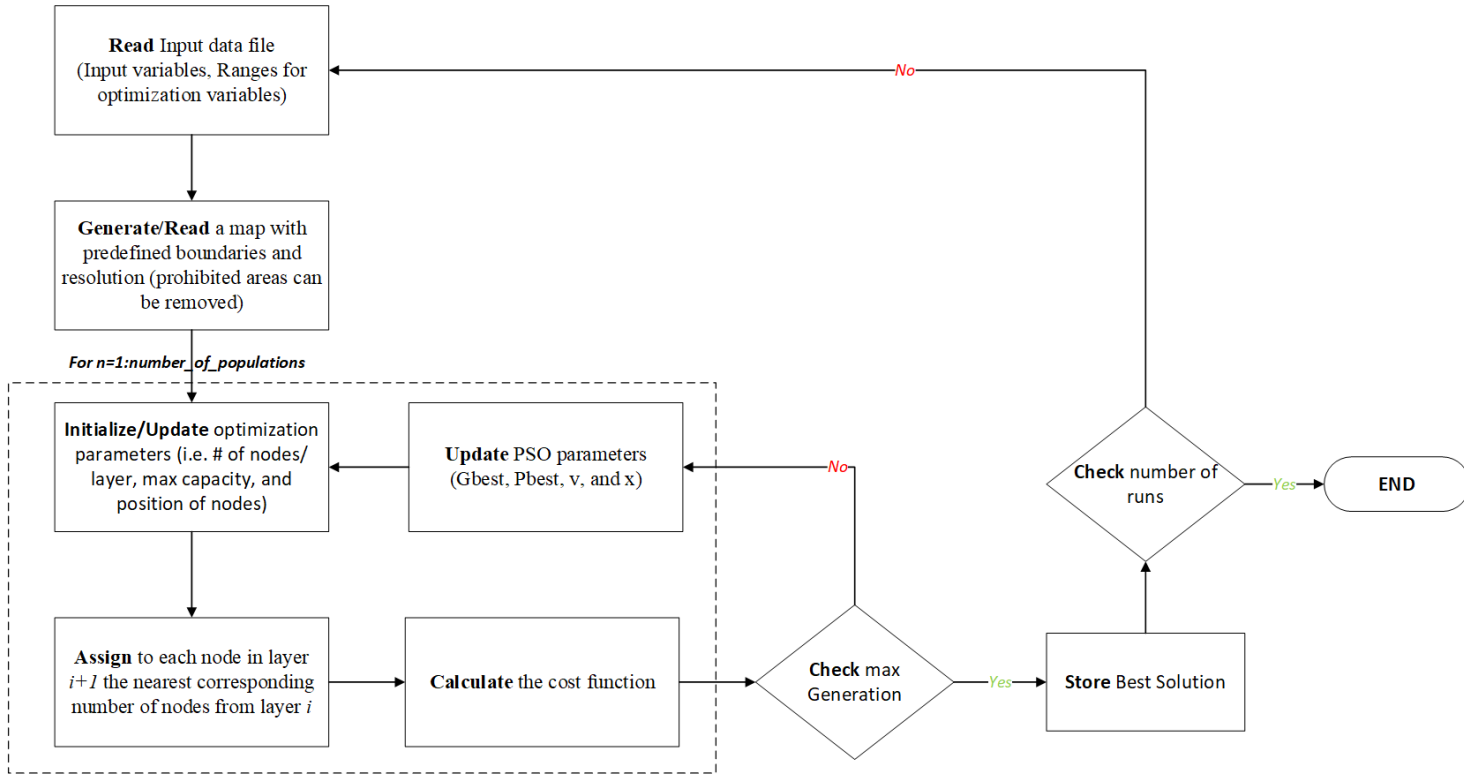 Read Input data file
(Input variables, Ranges for
optimization variables)
No
Generate/Read a map with
predefined boundaries and
resolution (prohibited areas can
be removed)
For n=1:number_of_populations
Initialize/Update optimization
parameters (i.e. # of nodes/
layer, max capacity, and
position of nodes)
Update PSO parameters
(Gbest, Pbest, v, and x)
No
Check number of
runs
Yes
END
Assign to each node in layer
i+1 the nearest corresponding
number of nodes from layer i
Calculate the cost function
Check max
Generation
Yes
Store Best Solution